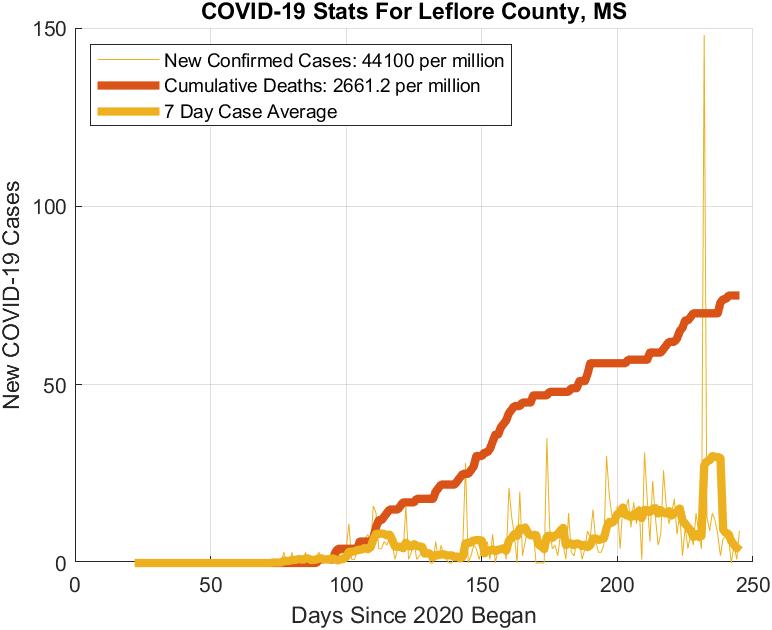 COVID-19 Stats For Leflore County, MS
150
New Confirmed Cases: 44100 per million
Cumulative Deaths: 2661.2 per million
7 Day Case Average
100
New COVID-19 Cases
50
0
0 50 100 150 200 250
Days Since 2020 Began